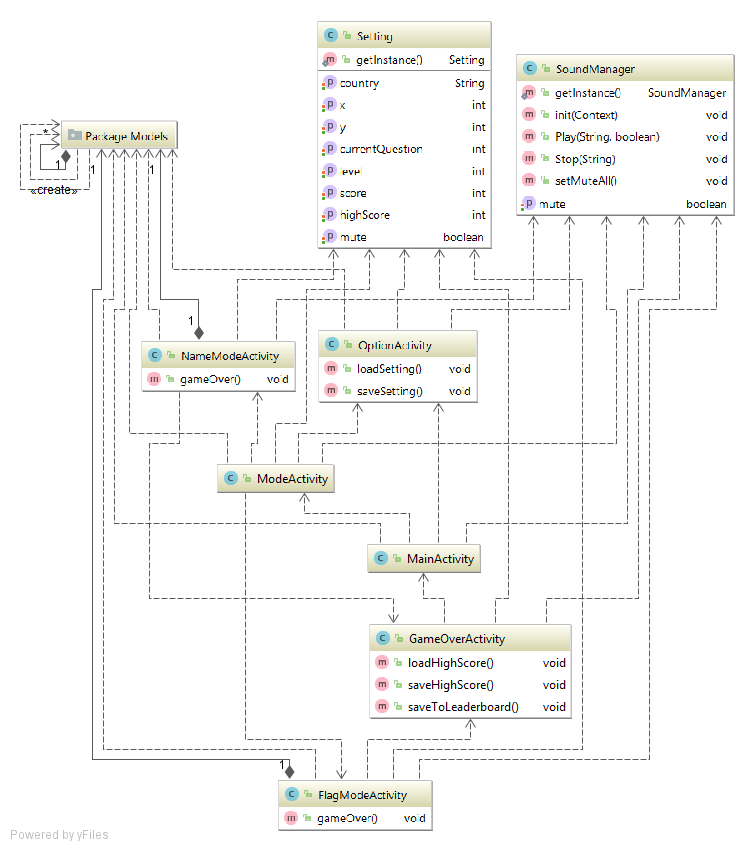 C Setting
m getInstance() Setting
p country String
p x int
p y int
p currentQuestion int
p level int
p score int
p highScore int
p mute boolean
C SoundManager
m getInstance() SoundManager
m init(Context) void
m Play(String, boolean) void
m Stop(String) void
m setMuteAll() void
p mute boolean
Package Models
*
1
1
1
«create»
1
C NameModeActivity
m gameOver() void
C OptionActivity
m loadSetting() void
m saveSetting() void
C ModeActivity
C MainActivity
C GameOverActivity
m loadHighScore() void
m saveHighScore() void
m saveToLeaderboard() void
1
C FlagModeActivity
m gameOver() void
Powered by yFiles